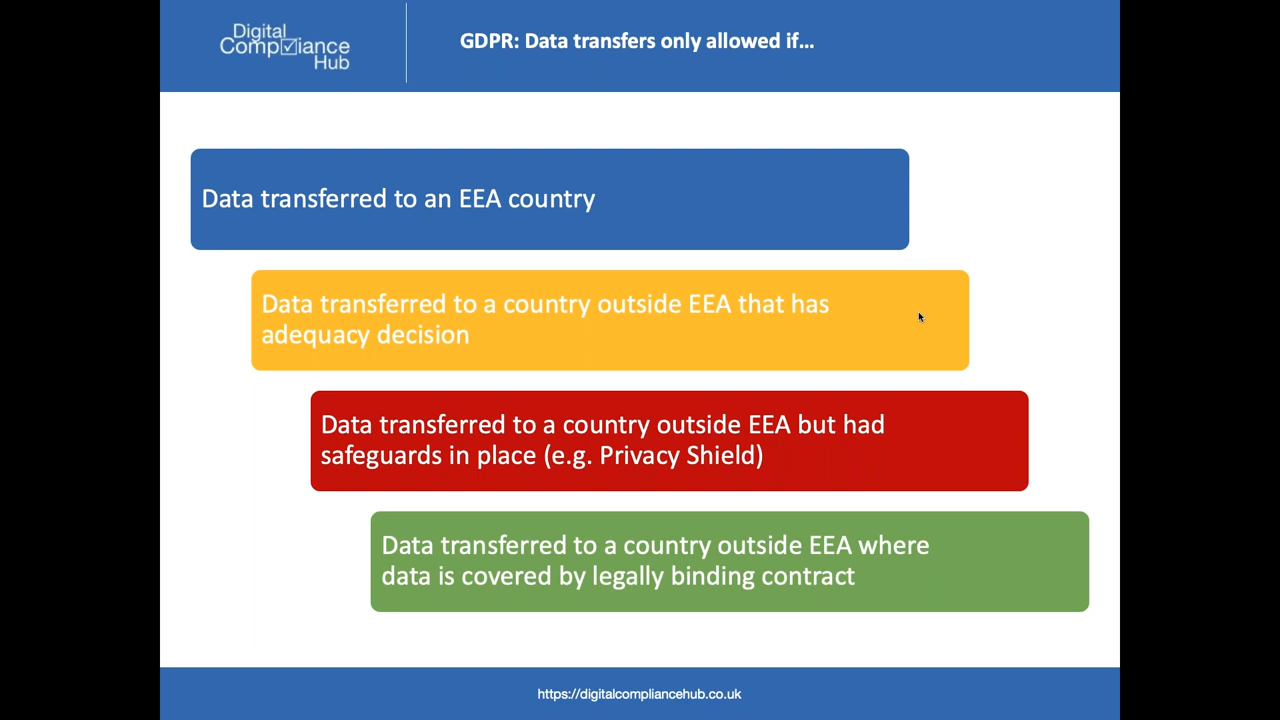 Digital
Compliance
Hub
GDPR: Data transfers only allowed if...
Data transferred to an EEA country
Data transferred to a country outside EEA that has
adequacy decision
Data transferred to a country outside EEA but had
safeguards in place (e.g. Privacy Shield)
Data transferred to a country outside EEA where
data is covered by legally binding contract
https://digitalcompliancehub.co.uk